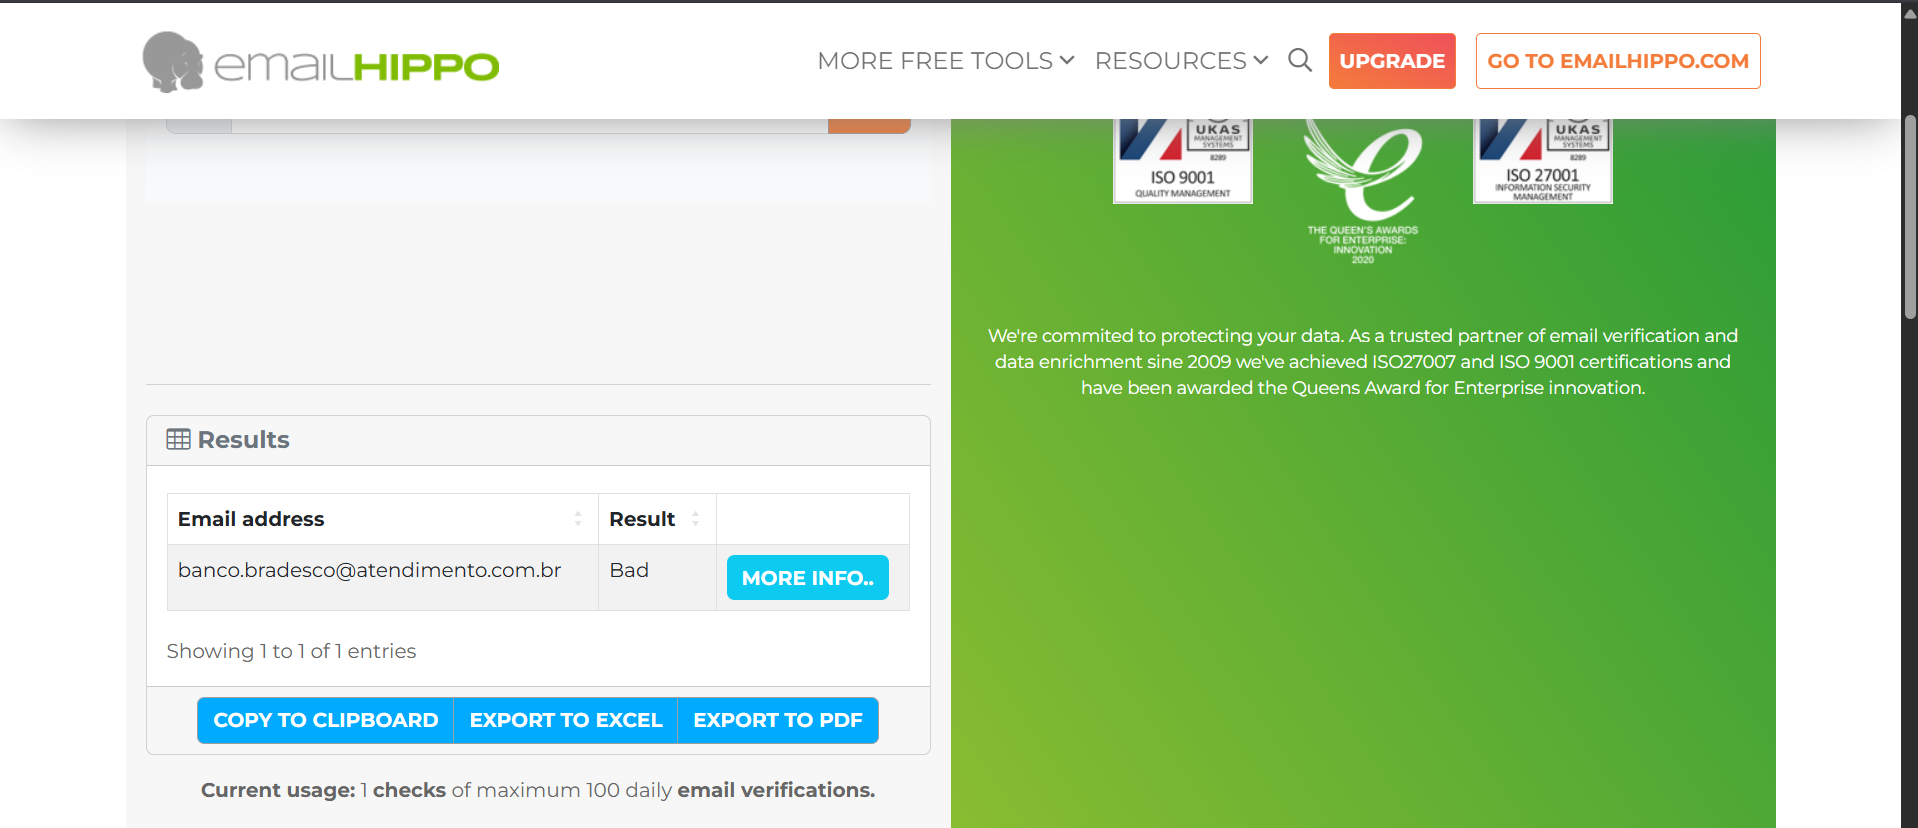 emailHIPPO
MORE FREE TOOLS
RESOURCES
UPGRADE
GO TO EMAILHIPPO.COM
UKAS
MANAGEMENT
SYSTEMS
8289
ISO 9001
QUALITY MANAGEMENT
THE QUEEN'S AWARDS
FOR ENTERPRISE:
INNOVATION
2020
UKAS
MANAGEMENT
SYSTEMS
8289
ISO 27001
INFORMATION SECURITY
MANAGEMENT
We're commited to protecting your data. As a trusted partner of email verification and
data enrichment sine 2009 we've achieved ISO27007 and ISO 9001 certifications and
have been awarded the Queens Award for Enterprise innovation.
Results
Email address Result
banco.bradesco@atendimento.com.br Bad MORE INFO..
Showing 1 to 1 of 1 entries
COPY TO CLIPBOARD EXPORT TO EXCEL EXPORT TO PDF
Current usage: 1 checks of maximum 100 daily email verifications.